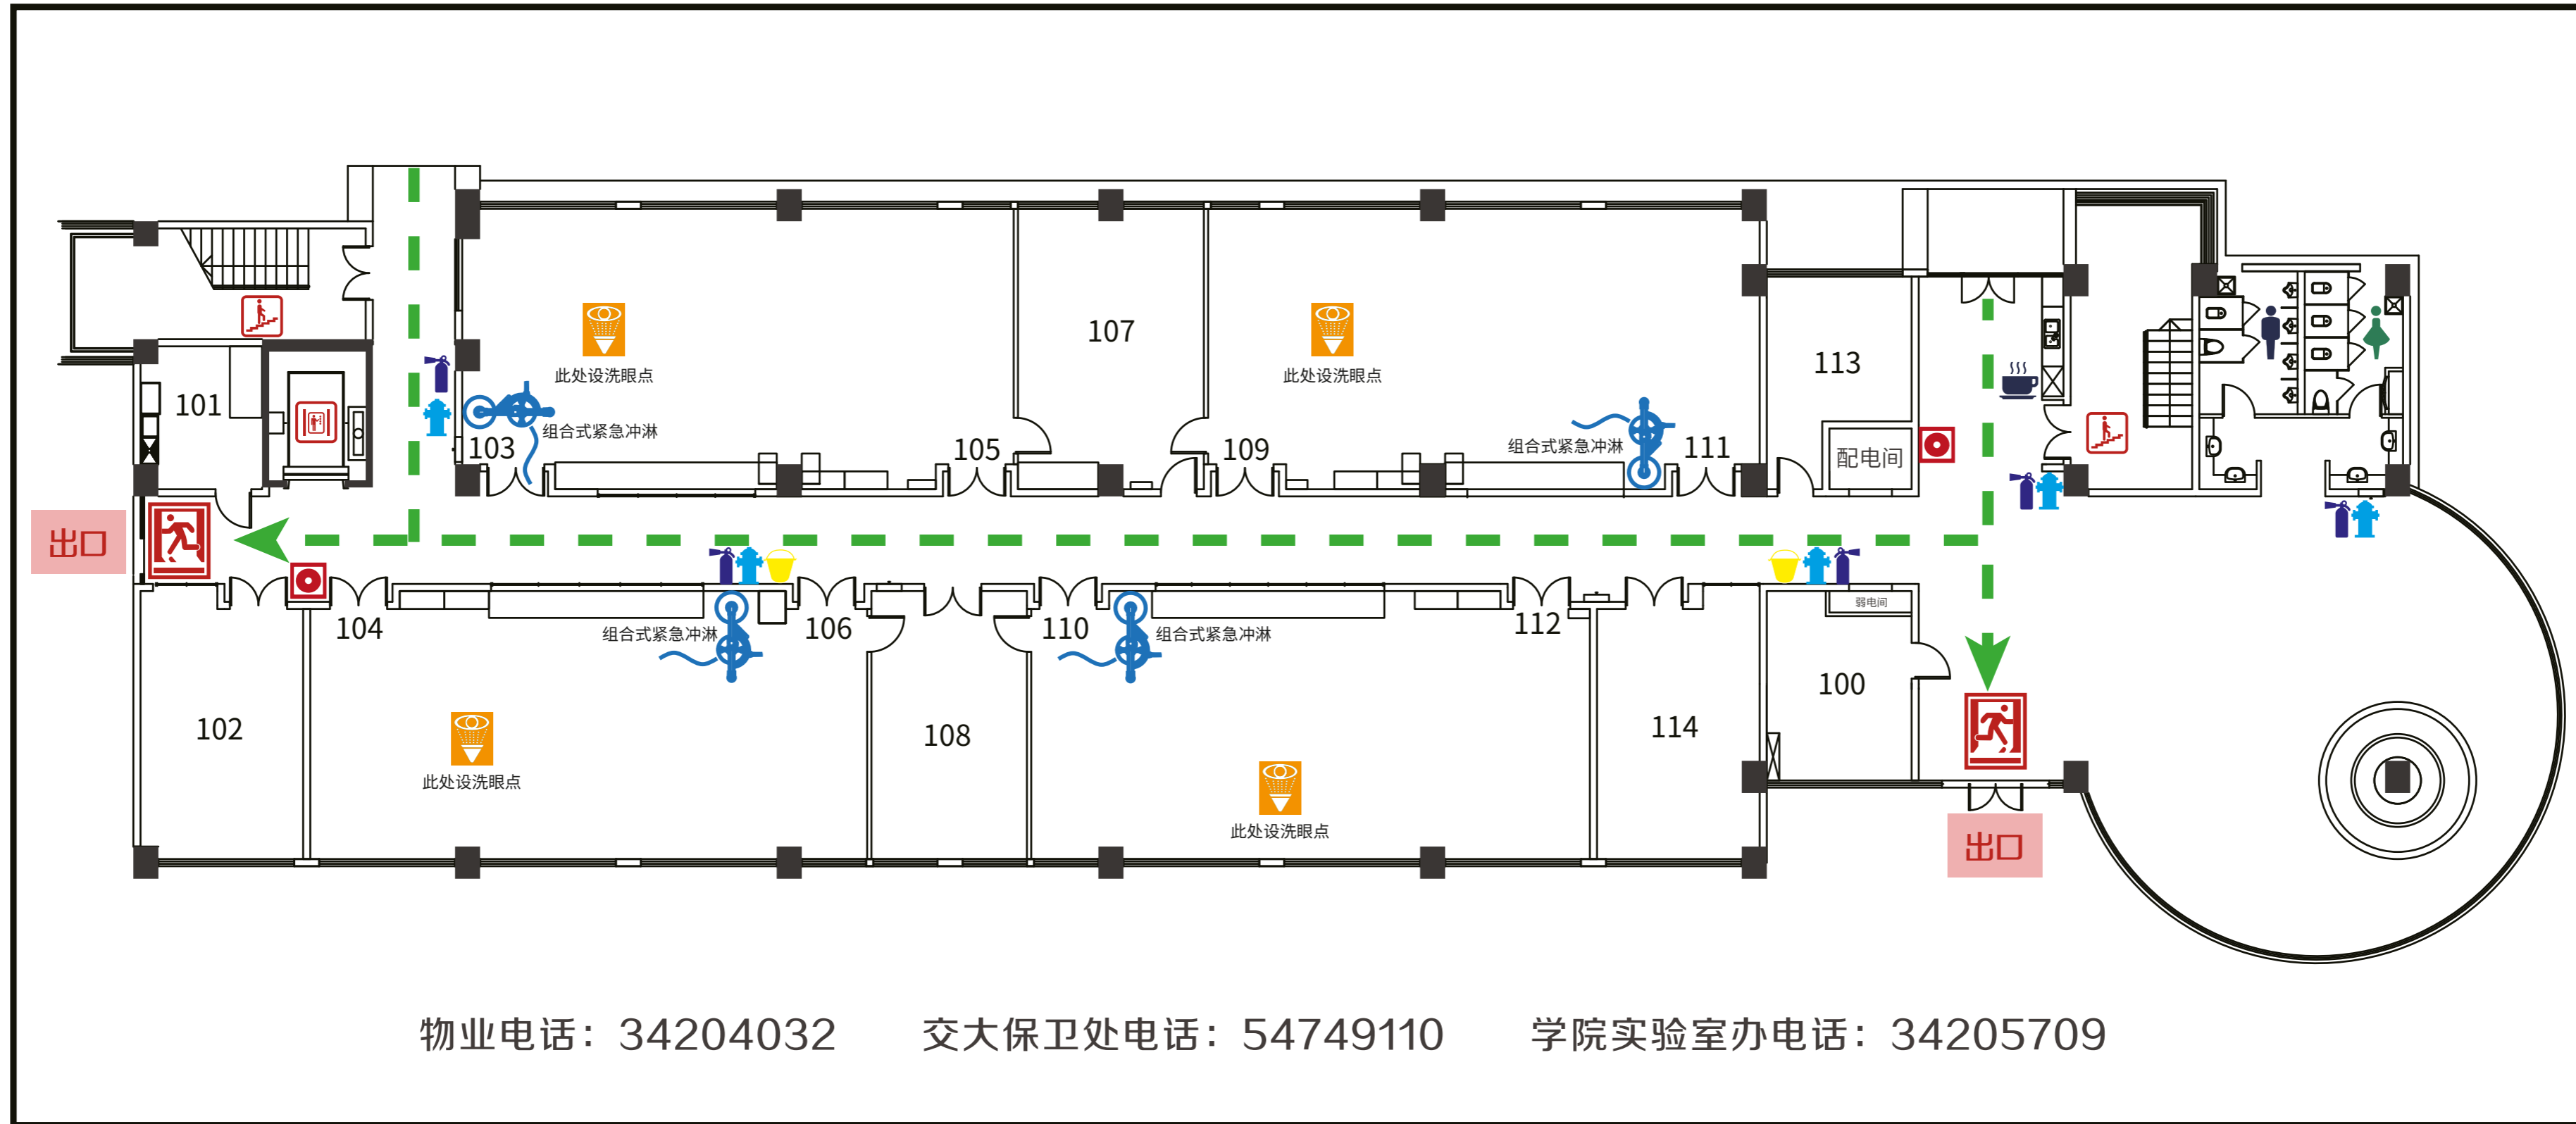 107
此处设洗眼点
此处设洗眼点
113
101
组合式紧急冲淋
103
105
109
组合式紧急冲淋
111
配电间
出口
104
组合式紧急冲淋
106
110
组合式紧急冲淋
112
弱电间
100
102
108
114
此处设洗眼点
此处设洗眼点
出口
物业电话：34204032 交大保卫处电话：54749110 学院实验室办电话：34205709